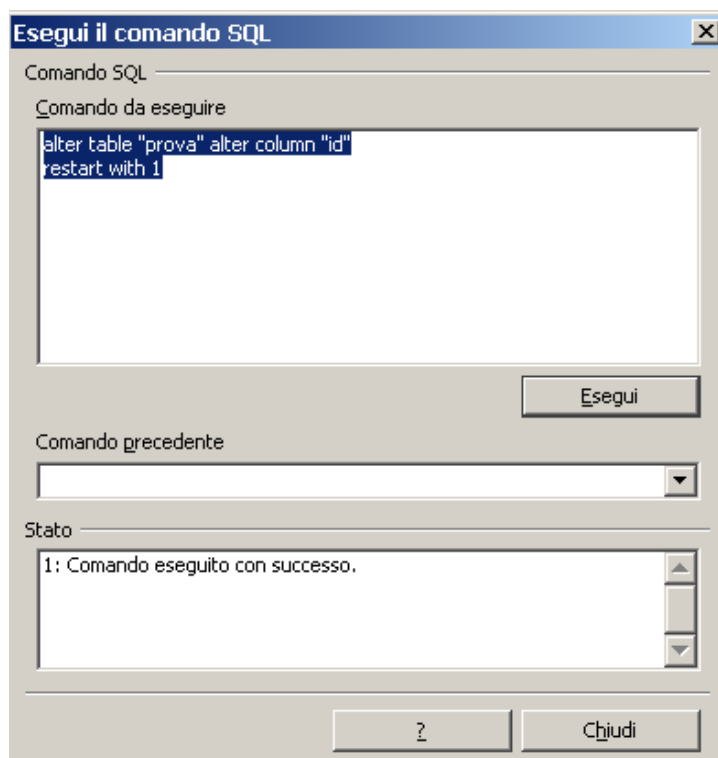 Esegui il comando SQL
Comando SQL
Comando da eseguire
alter table "prova" alter column "id"
restart with 1
Esegui
Comando precedente
Stato
1: Comando eseguito con successo.
?
Chiudi